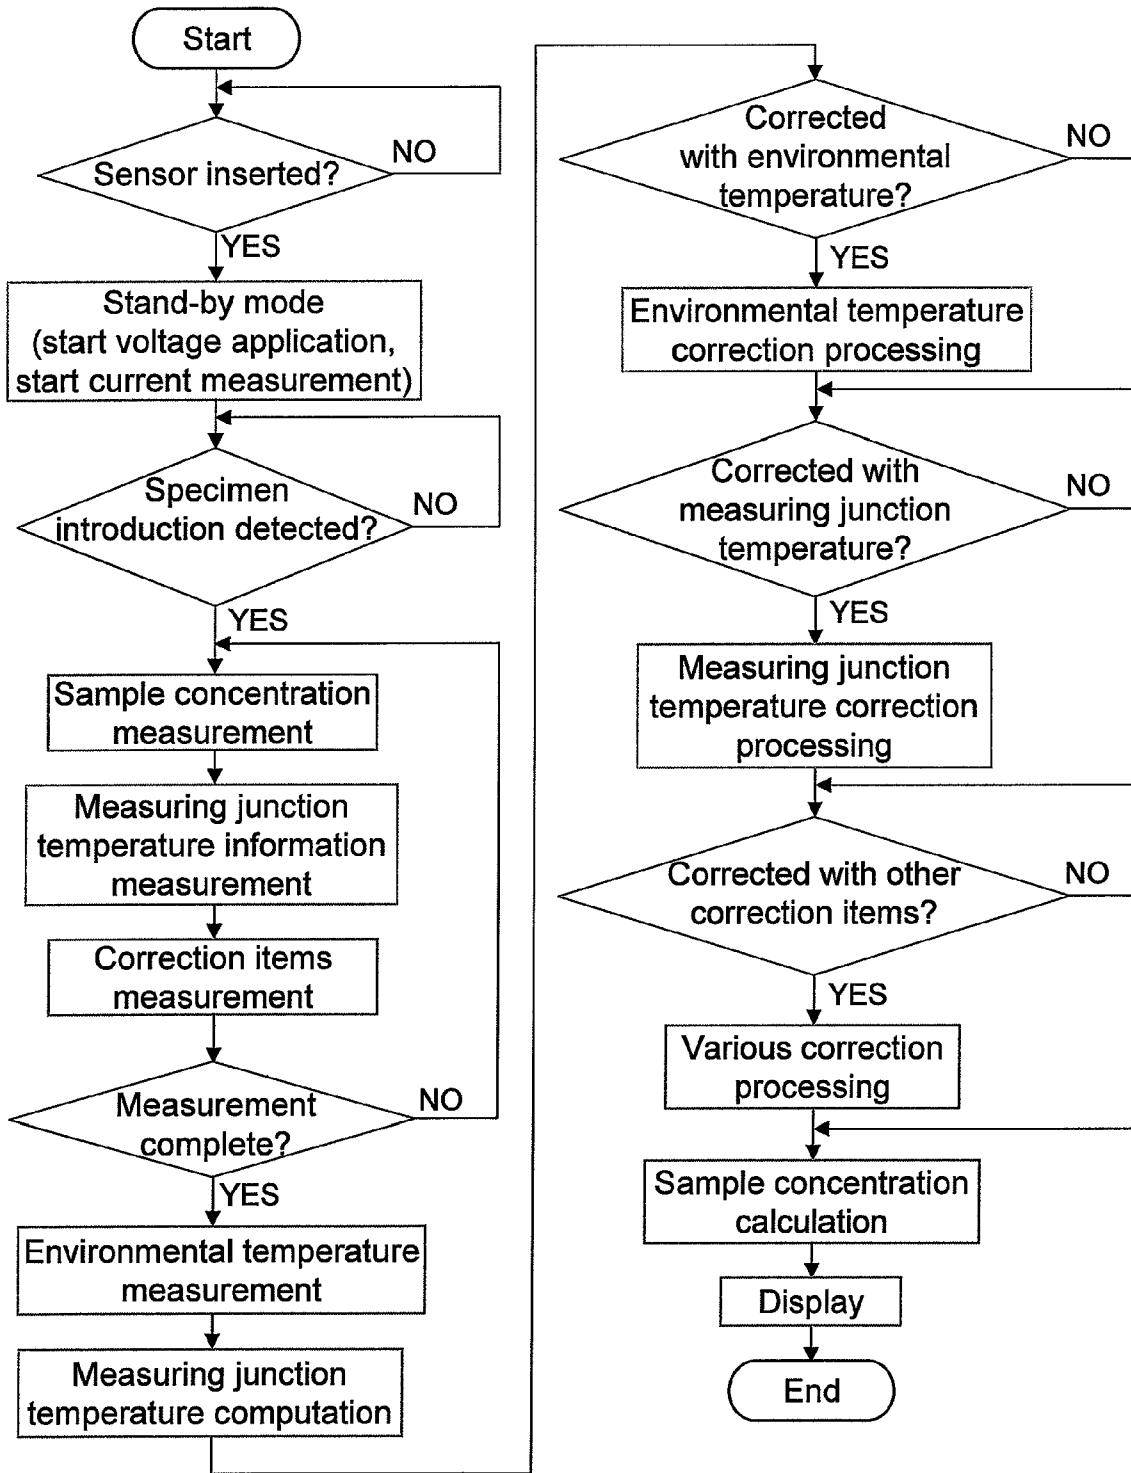 Start
Sensor inserted?
NO
YES
Stand-by mode
(start voltage application,
start current measurement)
Specimen
introduction detected?
NO
YES
Sample concentration
measurement
Measuring junction
temperature information
measurement
Correction items
measurement
Measurement
complete?
NO
YES
Environmental temperature
measurement
Measuring junction
temperature computation
Corrected
with environmental
temperature?
NO
YES
Environmental temperature
correction processing
Corrected with
measuring junction
temperature?
NO
YES
Measuring junction
temperature correction
processing
Corrected with other
correction items?
NO
YES
Various correction
processing
Sample concentration
calculation
Display
End